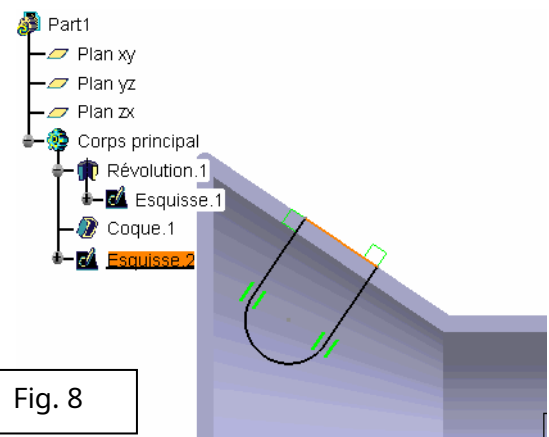 Part1
Plan xy
Plan yz
Plan zx
Corps principal
Révolution.1
Esquisse.1
Coque.1
Esquisse.2
Fig. 8